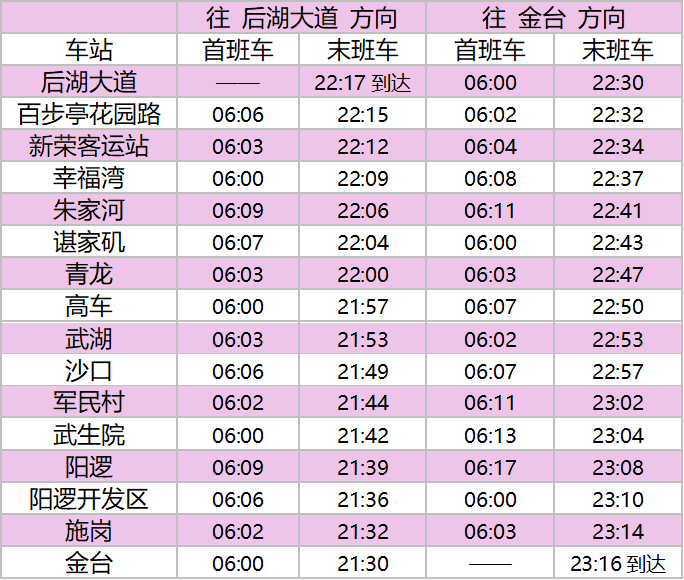 往 后湖大道 方向 往 金台 方向
车站 首班车 末班车 首班车 末班车
后湖大道 —— 22:17 到达 06:00 22:30
百步亭花园路 06:06 22:15 06:02 22:32
新荣客运站 06:03 22:12 06:04 22:34
幸福湾 06:00 22:09 06:08 22:37
朱家河 06:09 22:06 06:11 22:41
谌家矶 06:07 22:04 06:00 22:43
青龙 06:03 22:00 06:03 22:47
高车 06:00 21:57 06:07 22:50
武湖 06:03 21:53 06:02 22:53
沙口 06:06 21:49 06:07 22:57
军民村 06:02 21:44 06:11 23:02
武生院 06:00 21:42 06:13 23:04
阳逻 06:09 21:39 06:17 23:08
阳逻开发区 06:06 21:36 06:00 23:10
施岗 06:02 21:32 06:03 23:14
金台 06:00 21:30 —— 23:16 到达